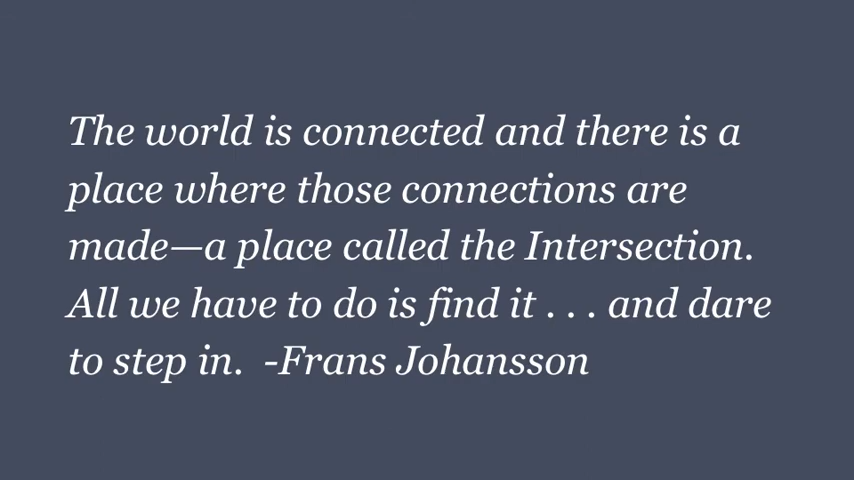 The world is connected and there is a
place where those connections are
made—a place called the Intersection.
All we have to do is find it . . . and dare
to step in.  -Frans Johansson